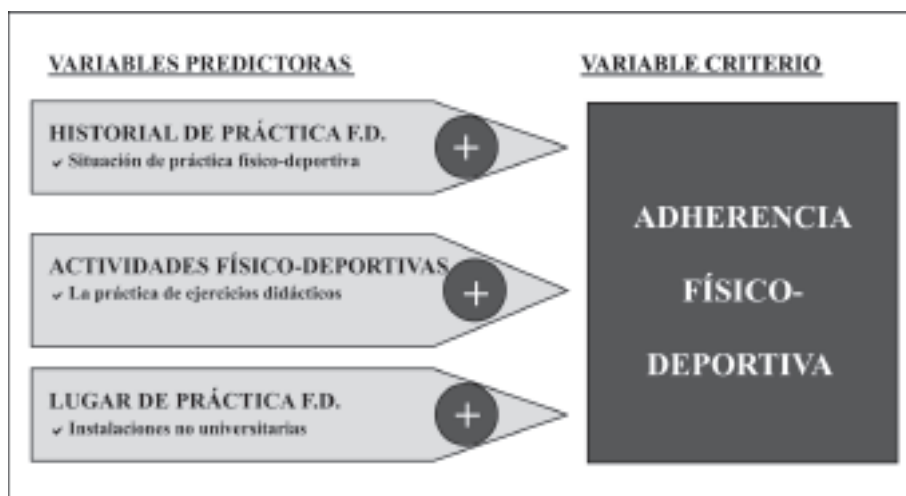 VARIABLES PREDICTORAS
VARIABLE CRITERIO
HISTORIAL DE PRÁCTICA F.D.
✓ Situación de práctica físico-deportiva
+
ACTIVIDADES FÍSICO-DEPORTIVAS
✓ La práctica de ejercicios didácticos
+
LUGAR DE PRÁCTICA F.D.
✓ Instalaciones no universitarias
+
ADHERENCIA
FÍSICO-
DEPORTIVA